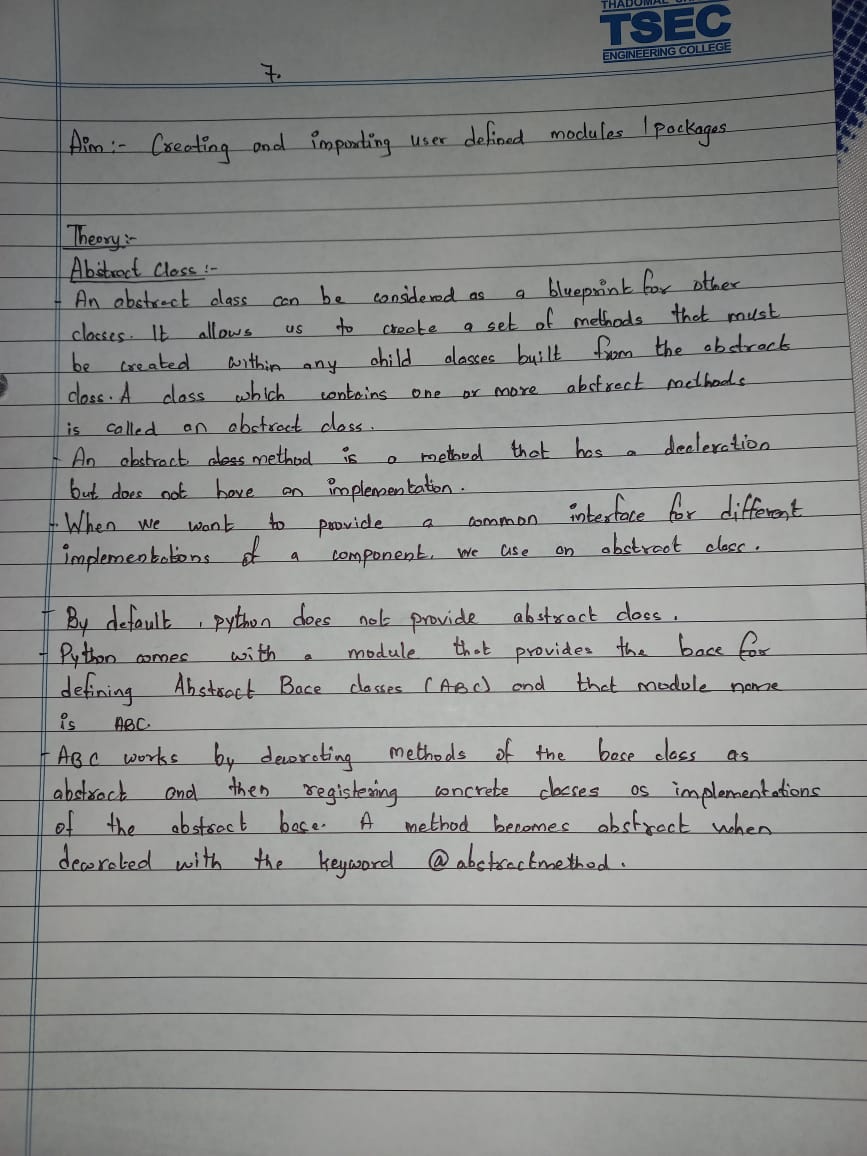 THADOMAL
TSEC
ENGINEERING COLLEGE
7.
Aim :- Creating and importing user defined modules / packages
Theory :-
Abstract Class :-
- An abstract class can be considered as a blueprint for other
classes. It allows us to create a set of methods that must
be created within any child classes built from the abstract
class. A class which contains one or more abstract methods
is called an abstract class.
- An abstract class method is a method that has a decleration
but does not have an implementation.
- When we want to provide a common interface for different
implementations of a component, we use an abstract class.
- By default, python does not provide abstract class.
- Python comes with a module that provides the base for
defining Abstract Base classes (ABC) and that module name
is ABC.
- ABC works by decorating methods of the base class as
abstract and then registering concrete classes as implementations
of the abstract base. A method becomes abstract when
decorated with the keyword @abstractmethod.